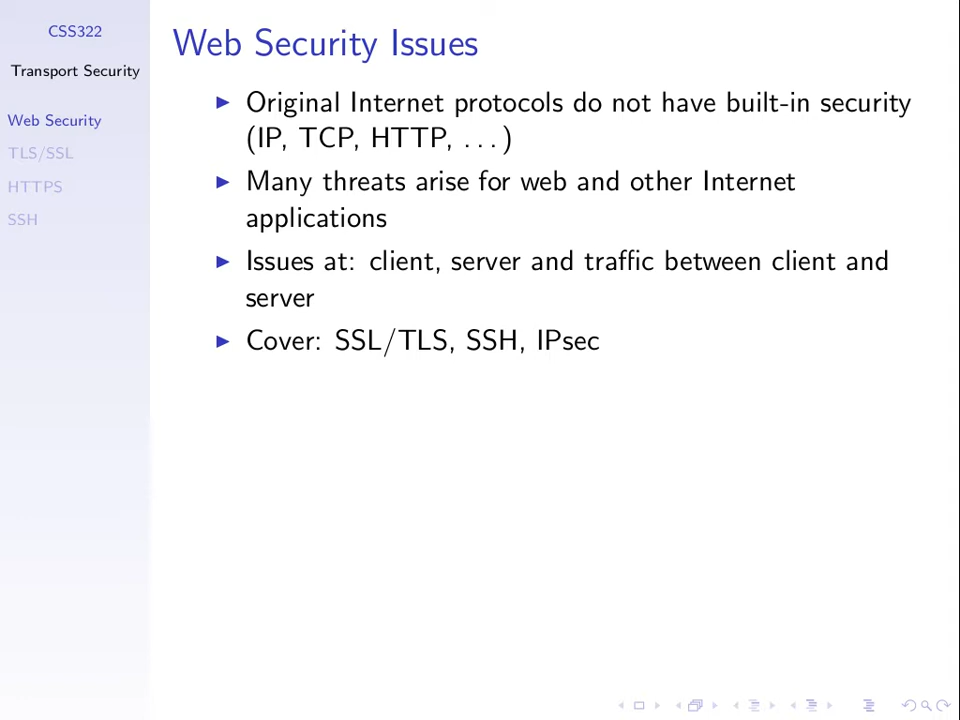 CSS322
Transport Security
Web Security
TLS/SSL
HTTPS
SSH
Web Security Issues
Original Internet protocols do not have built-in security
(IP, TCP, HTTP, . . . )
Many threats arise for web and other Internet
applications
Issues at: client, server and traffic between client and
server
Cover: SSL/TLS, SSH, IPsec